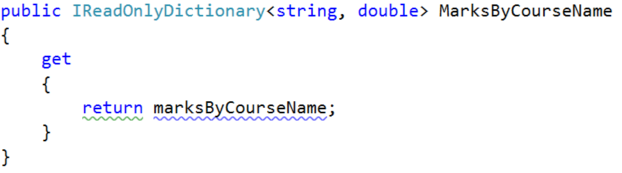 public IReadOnlyDictionary<string, double> MarksByCourseName
{
    get
    {
        return marksByCourseName;
    }
}